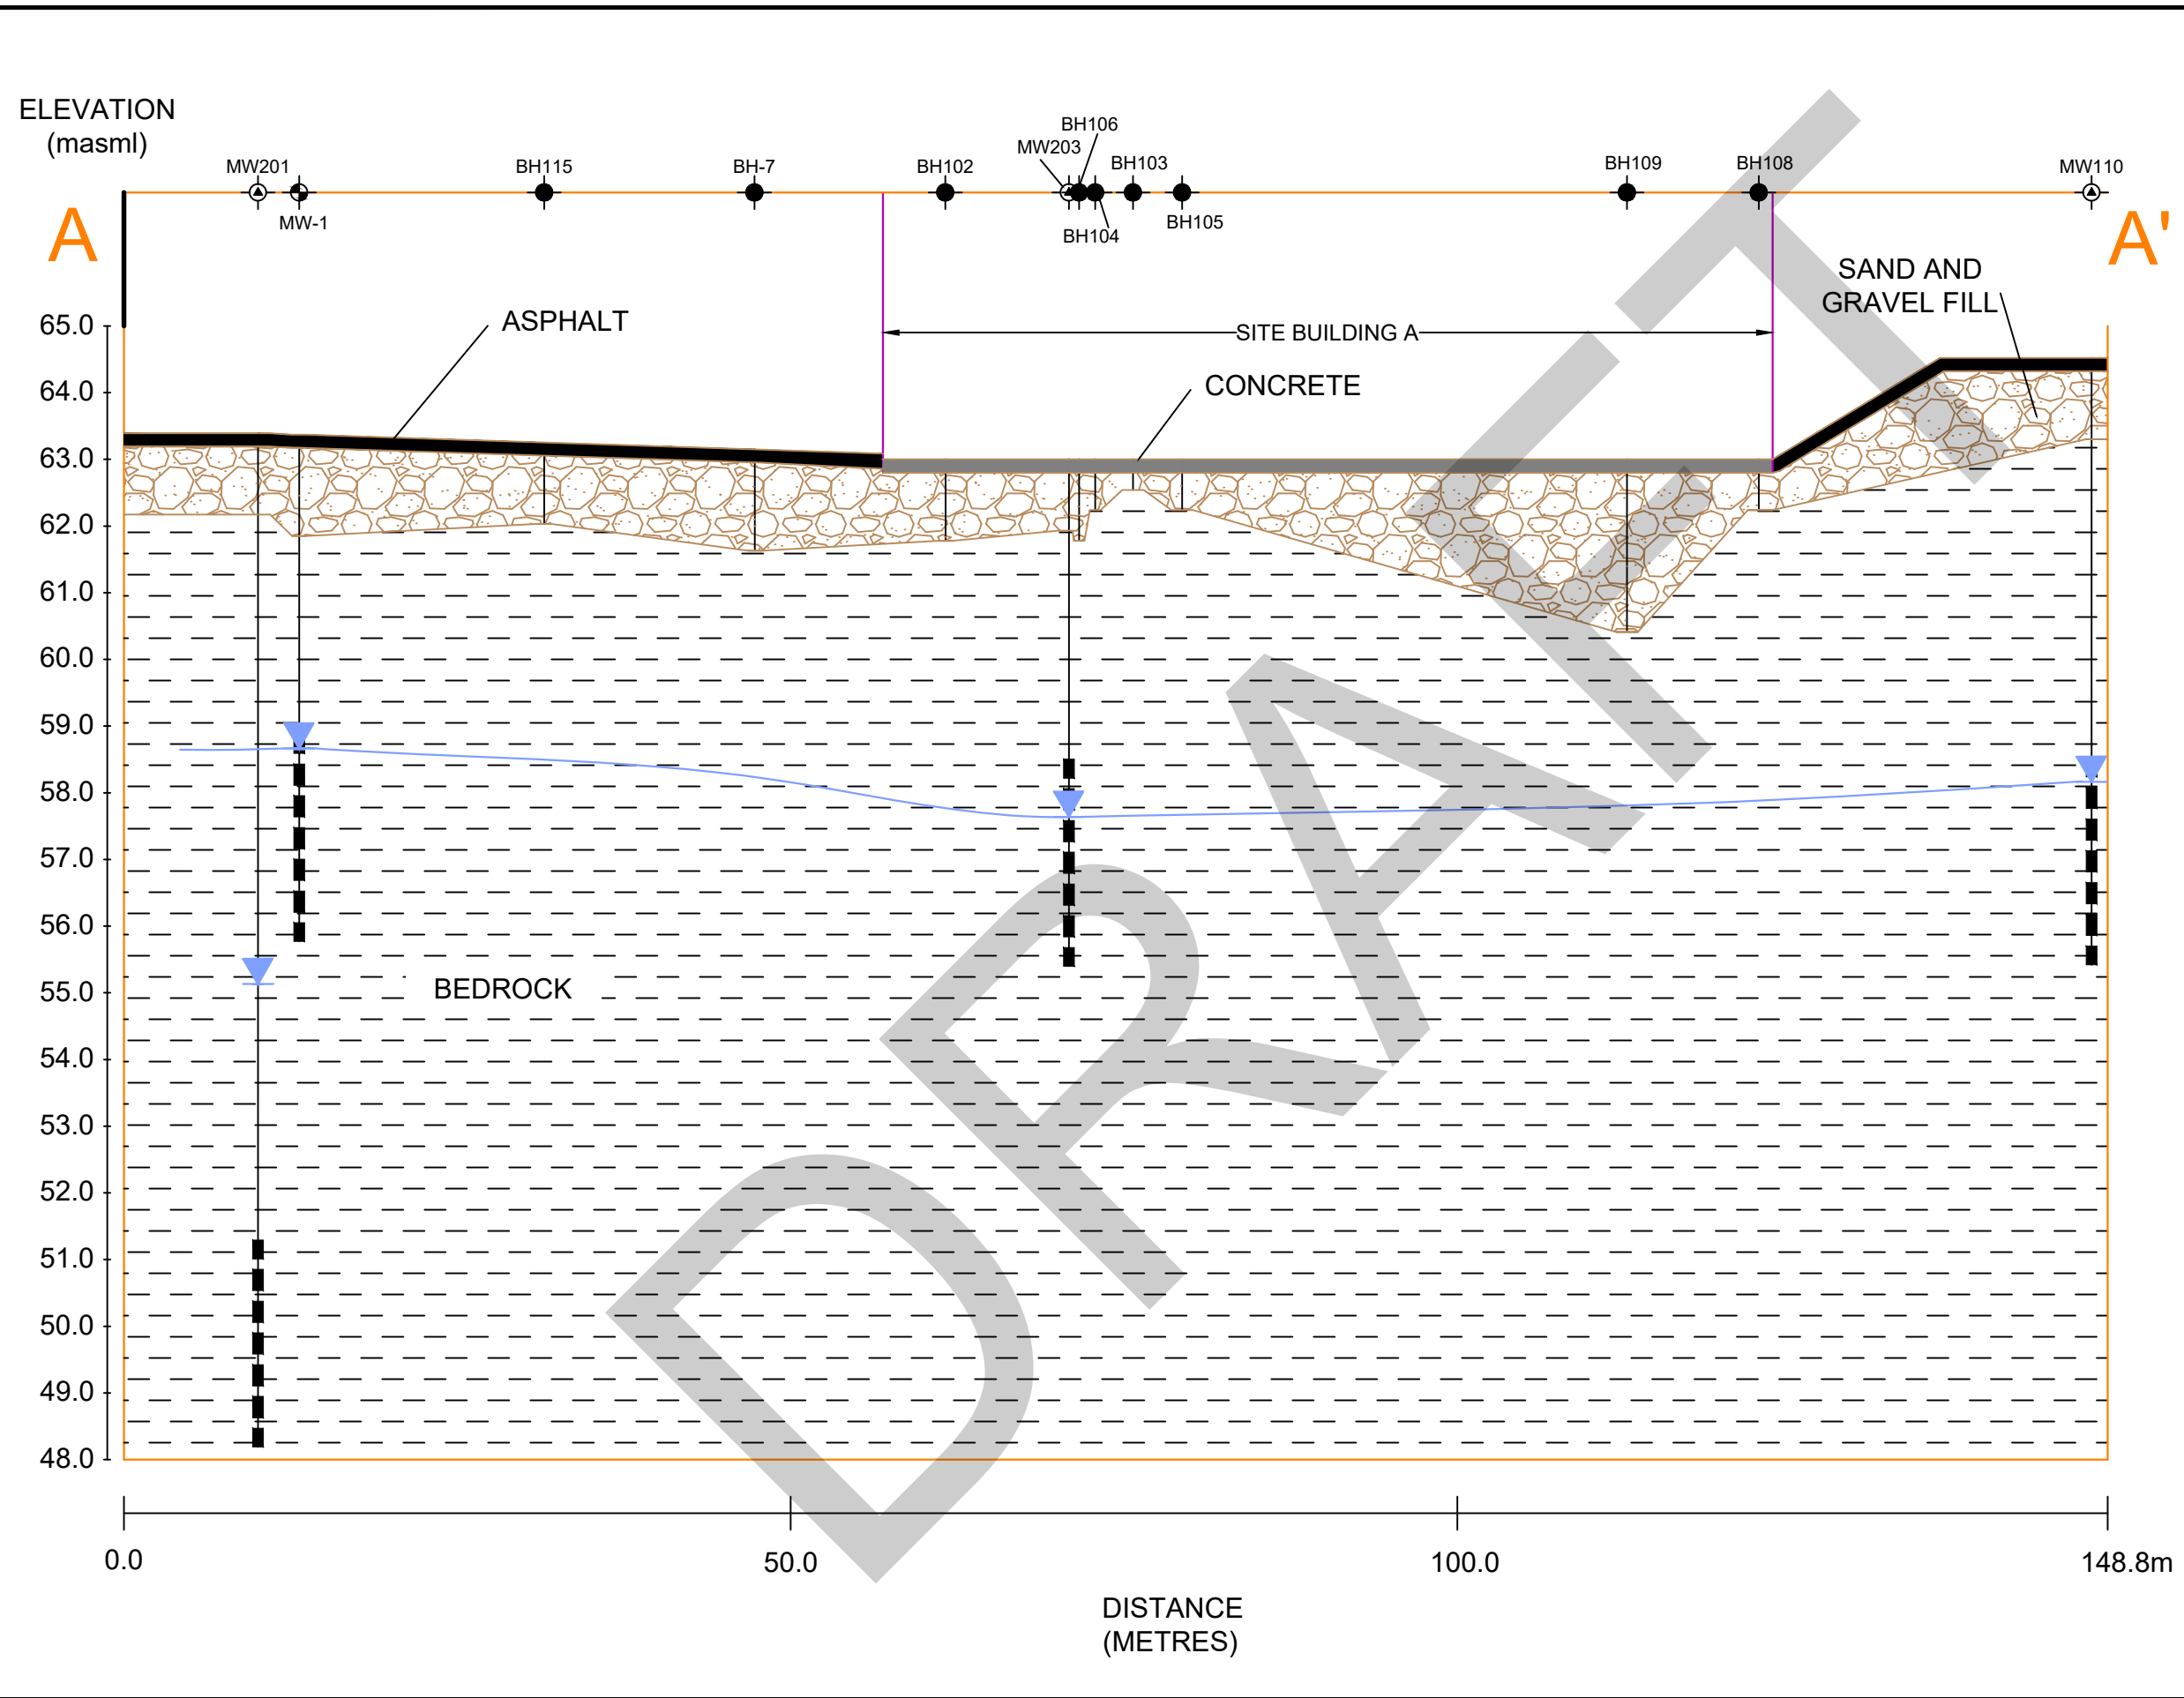 ELEVATION
(masml)
BH106
MW203
MW201
BH115
BH-7
BH102
BH103
BH109
BH108
MW110
MW-1
BH104
BH105
A
A'
SAND AND
GRAVEL FILL
ASPHALT
SITE BUILDING A
CONCRETE
65.0
64.0
63.0
62.0
61.0
60.0
59.0
58.0
57.0
56.0
55.0
BEDROCK
54.0
53.0
52.0
51.0
50.0
49.0
48.0
DRAFT
0.0
50.0
100.0
148.8m
DISTANCE
(METRES)